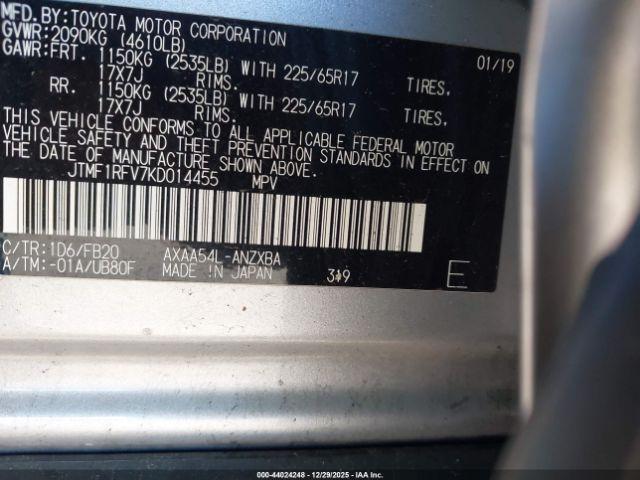 MFD. BY: TOYOTA MOTOR CORPORATION 01/19
GVWR: 2090KG (4610LB)
GAWR: FRT. 1150KG (2535LB) WITH 225/65R17 TIRES.
17X7J RIMS.
RR. 1150KG (2535LB) WITH 225/65R17 TIRES.
17X7J RIMS.
THIS VEHICLE CONFORMS TO ALL APPLICABLE FEDERAL MOTOR
VEHICLE SAFETY AND THEFT PREVENTION STANDARDS IN EFFECT ON
THE DATE OF MANUFACTURE SHOWN ABOVE.
JTMF1RFV7KD014455 MPV
C/TR: 1D6/FB20 AXAA54L-ANZXBA
A/TM: -01A/UB80F MADE IN JAPAN E
000-44024248 - 12/29/2025 - IAAI.COM